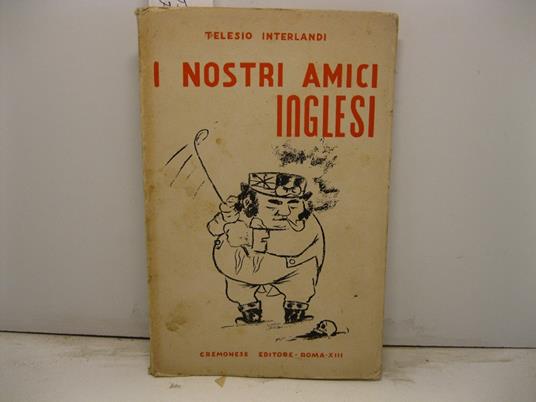 TELESIO INTERLANDI
I NOSTRI AMICI
INGLESI
CREMONESE EDITORE - ROMA - XIII